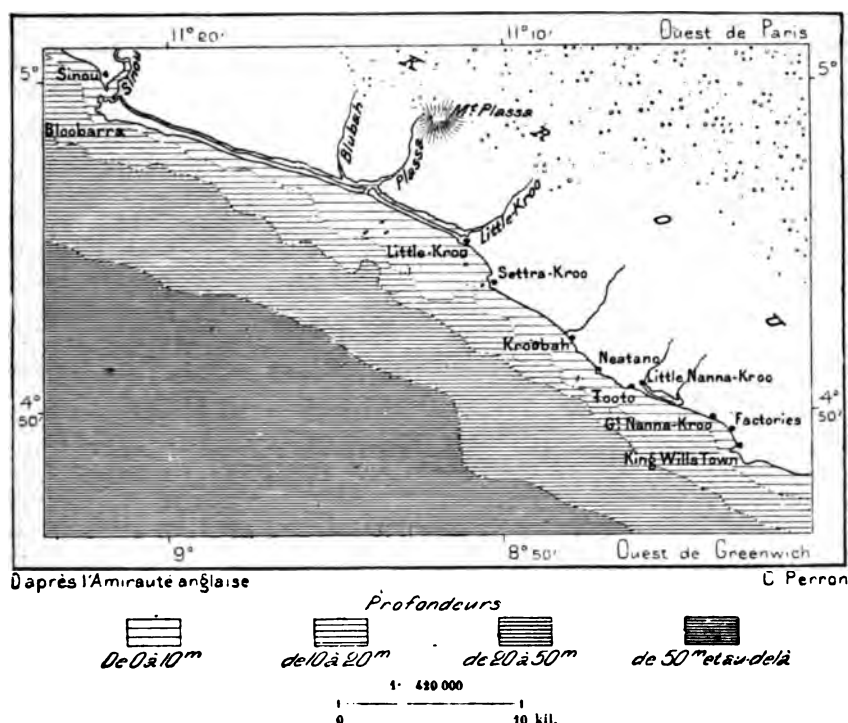 11°20' 11°10' Ouest de Paris
5° 5°
Sinou
Sinou
Bloobarra
Blubah
Plassa
Mt Plassa
Little-Kroo
Little-Kroo
Settra-Kroo
Kroobah
Neatano
Little Nanna-Kroo
Tooto
Gt Nanna-Kroo
Factories
King Wills Town
4° 50' 4° 50'
9° 8°50' Ouest de Greenwich
D'après l'Amirauté anglaise C. Perron
Profondeurs
De 0 à 10m de 10 à 20m de 20 à 50m de 50m et au-delà
1 : 420 000
0 10 kil.